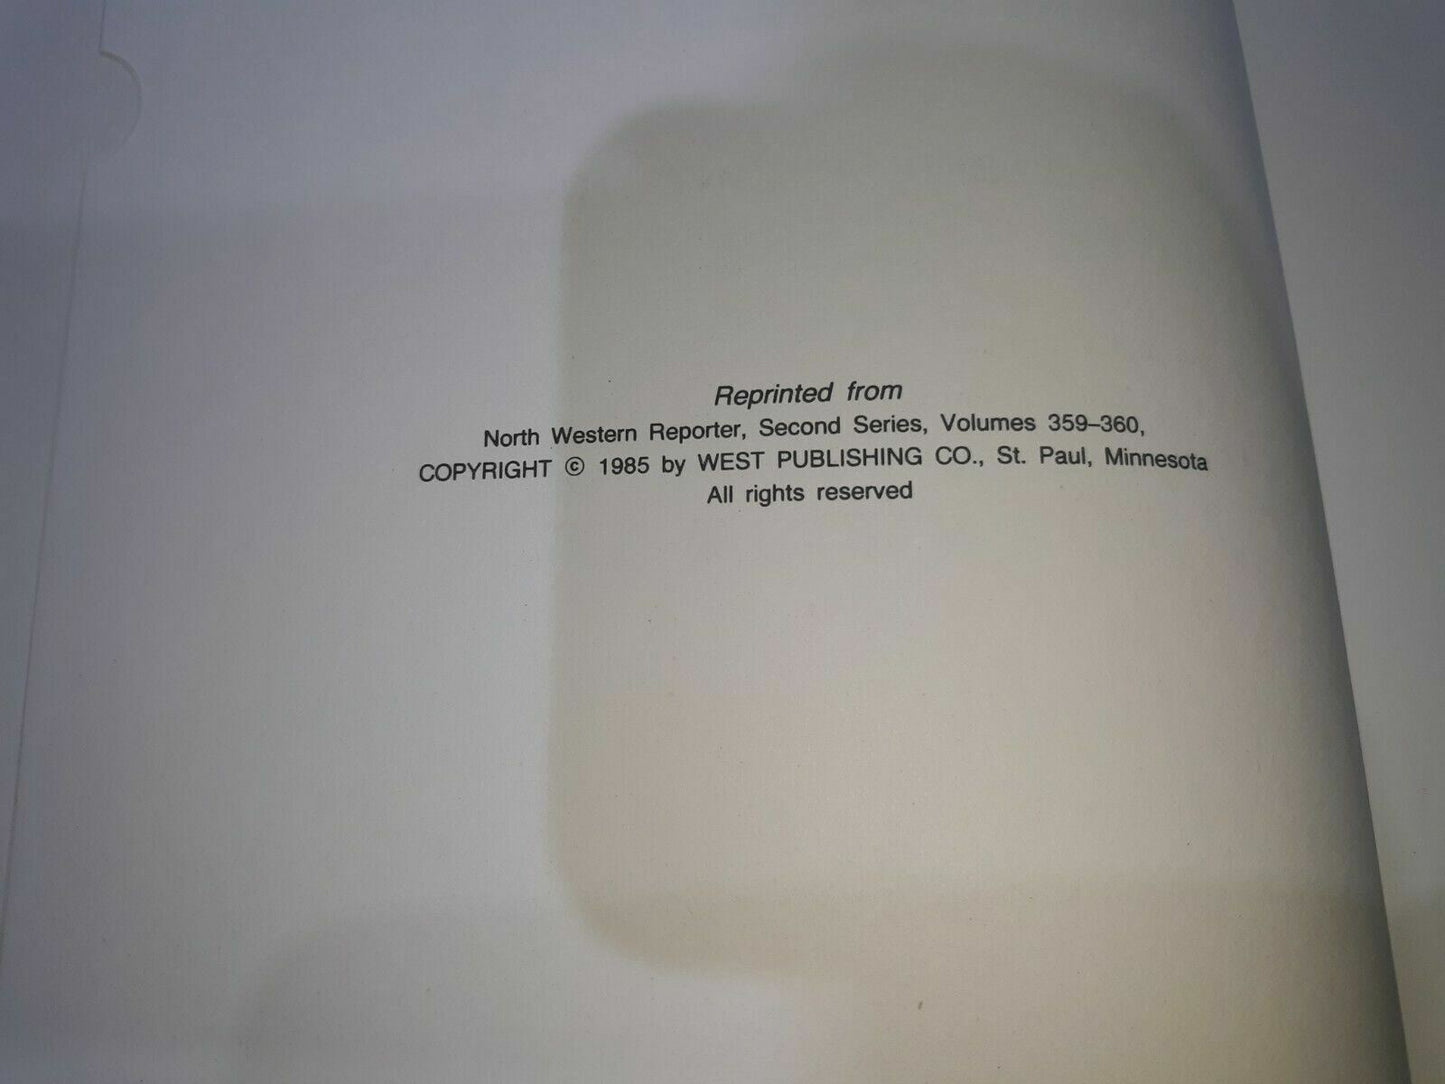 Reprinted from
North Western Reporter, Second Series, Volumes 359–360,
COPYRIGHT © 1985 by WEST PUBLISHING CO., St. Paul, Minnesota
All rights reserved